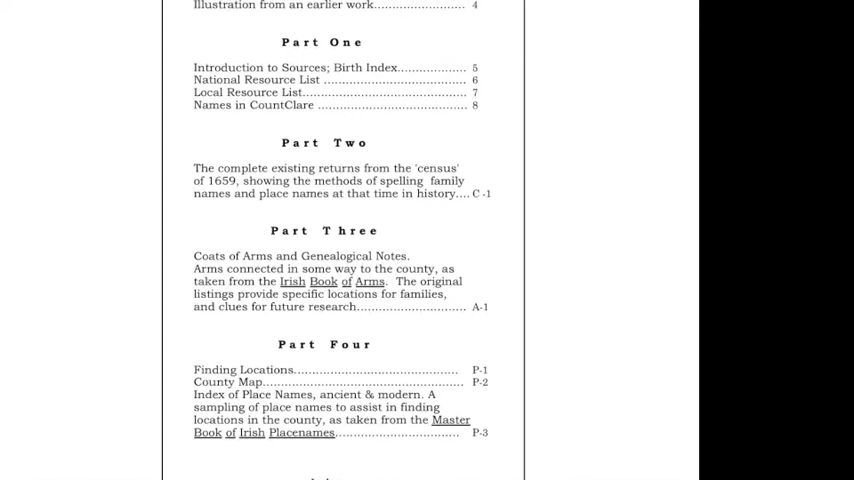 Illustration from an earlier work........................ 4
Part One
Introduction to Sources; Birth Index.................. 5
National Resource List ..................................... 6
Local Resource List........................................... 7
Names in CountClare ....................................... 8
Part Two
The complete existing returns from the 'census'
of 1659, showing the methods of spelling family
names and place names at that time in history.... C -1
Part Three
Coats of Arms and Genealogical Notes.
Arms connected in some way to the county, as
taken from the Irish Book of Arms. The original
listings provide specific locations for families,
and clues for future research............................. A-1
Part Four
Finding Locations........................................... P-1
County Map.................................................... P-2
Index of Place Names, ancient & modern. A
sampling of place names to assist in finding
locations in the county, as taken from the Master
Book of Irish Placenames................................. P-3